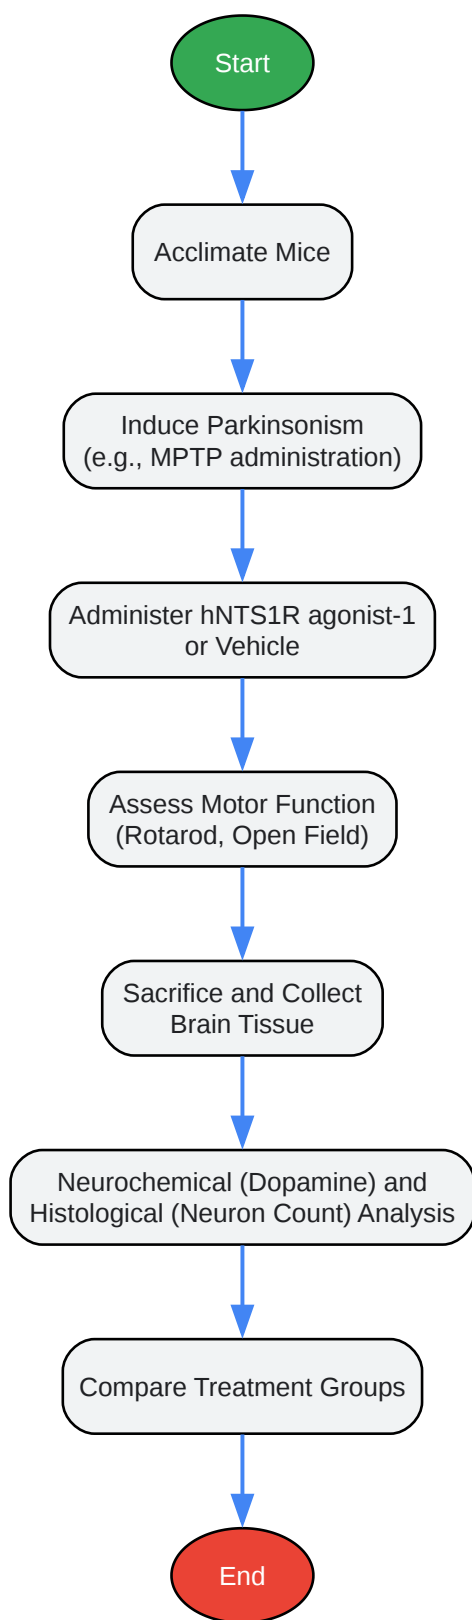 Start
Acclimate Mice
Induce Parkinsonism
(e.g., MPTP administration)
Administer hNTS1R agonist-1
or Vehicle
Assess Motor Function
(Rotarod, Open Field)
Sacrifice and Collect
Brain Tissue
Neurochemical (Dopamine) and
Histological (Neuron Count) Analysis
Compare Treatment Groups
End